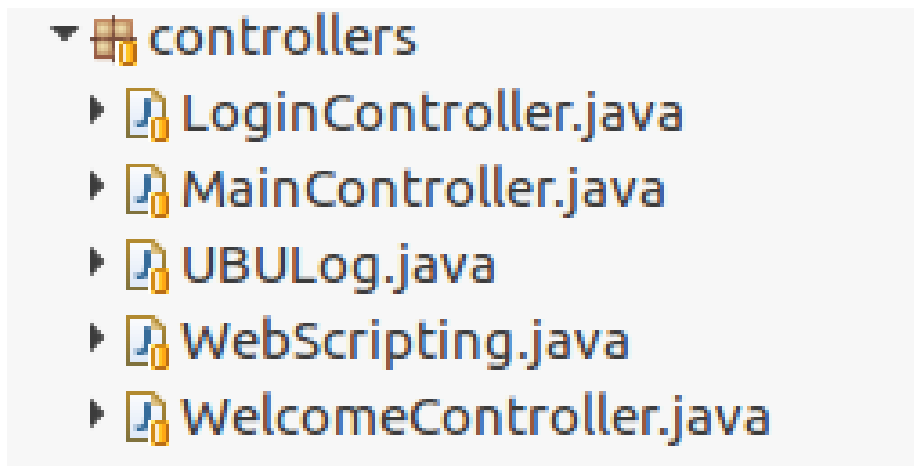 controllers
LoginController.java
MainController.java
UBULog.java
WebScripting.java
WelcomeController.java